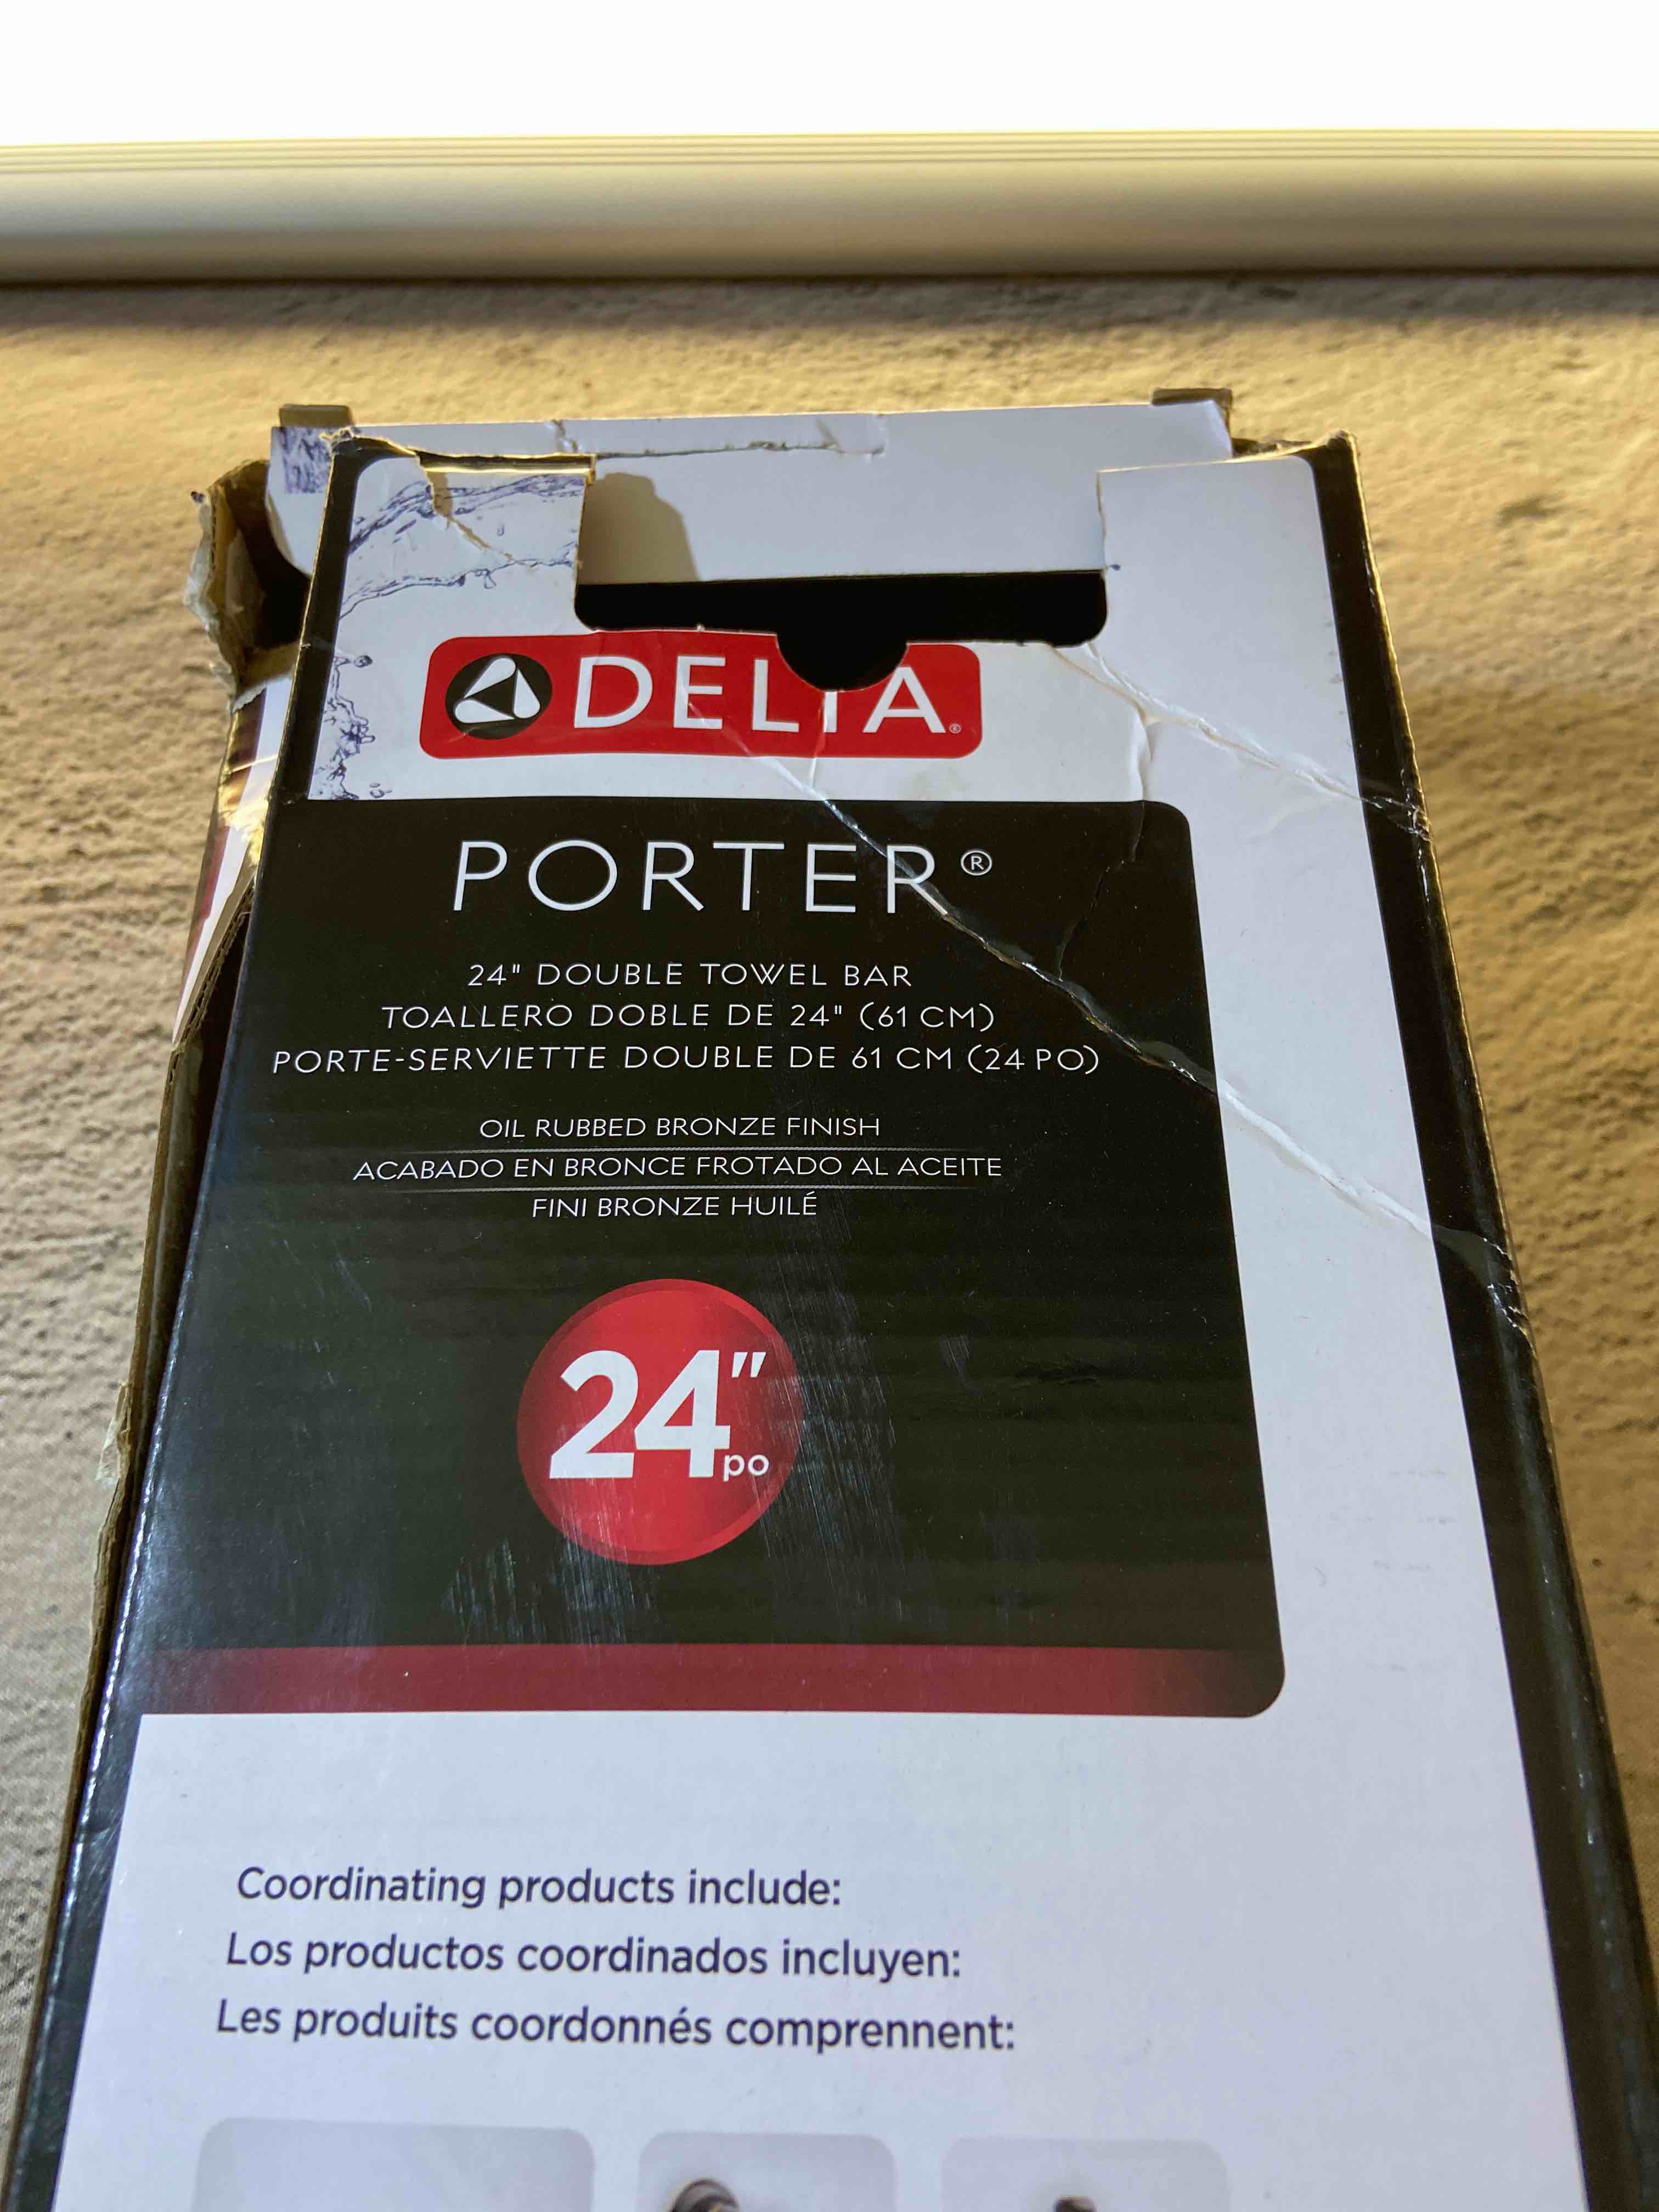 DELTA®
PORTER®
24" DOUBLE TOWEL BAR
TOALLERO DOBLE DE 24" (61 CM)
PORTE-SERVIETTE DOUBLE DE 61 CM (24 PO)
OIL RUBBED BRONZE FINISH
ACABADO EN BRONCE FROTADO AL ACEITE
FINI BRONZE HUILÉ
24" po
Coordinating products include:
Los productos coordinados incluyen:
Les produits coordonnés comprennent: